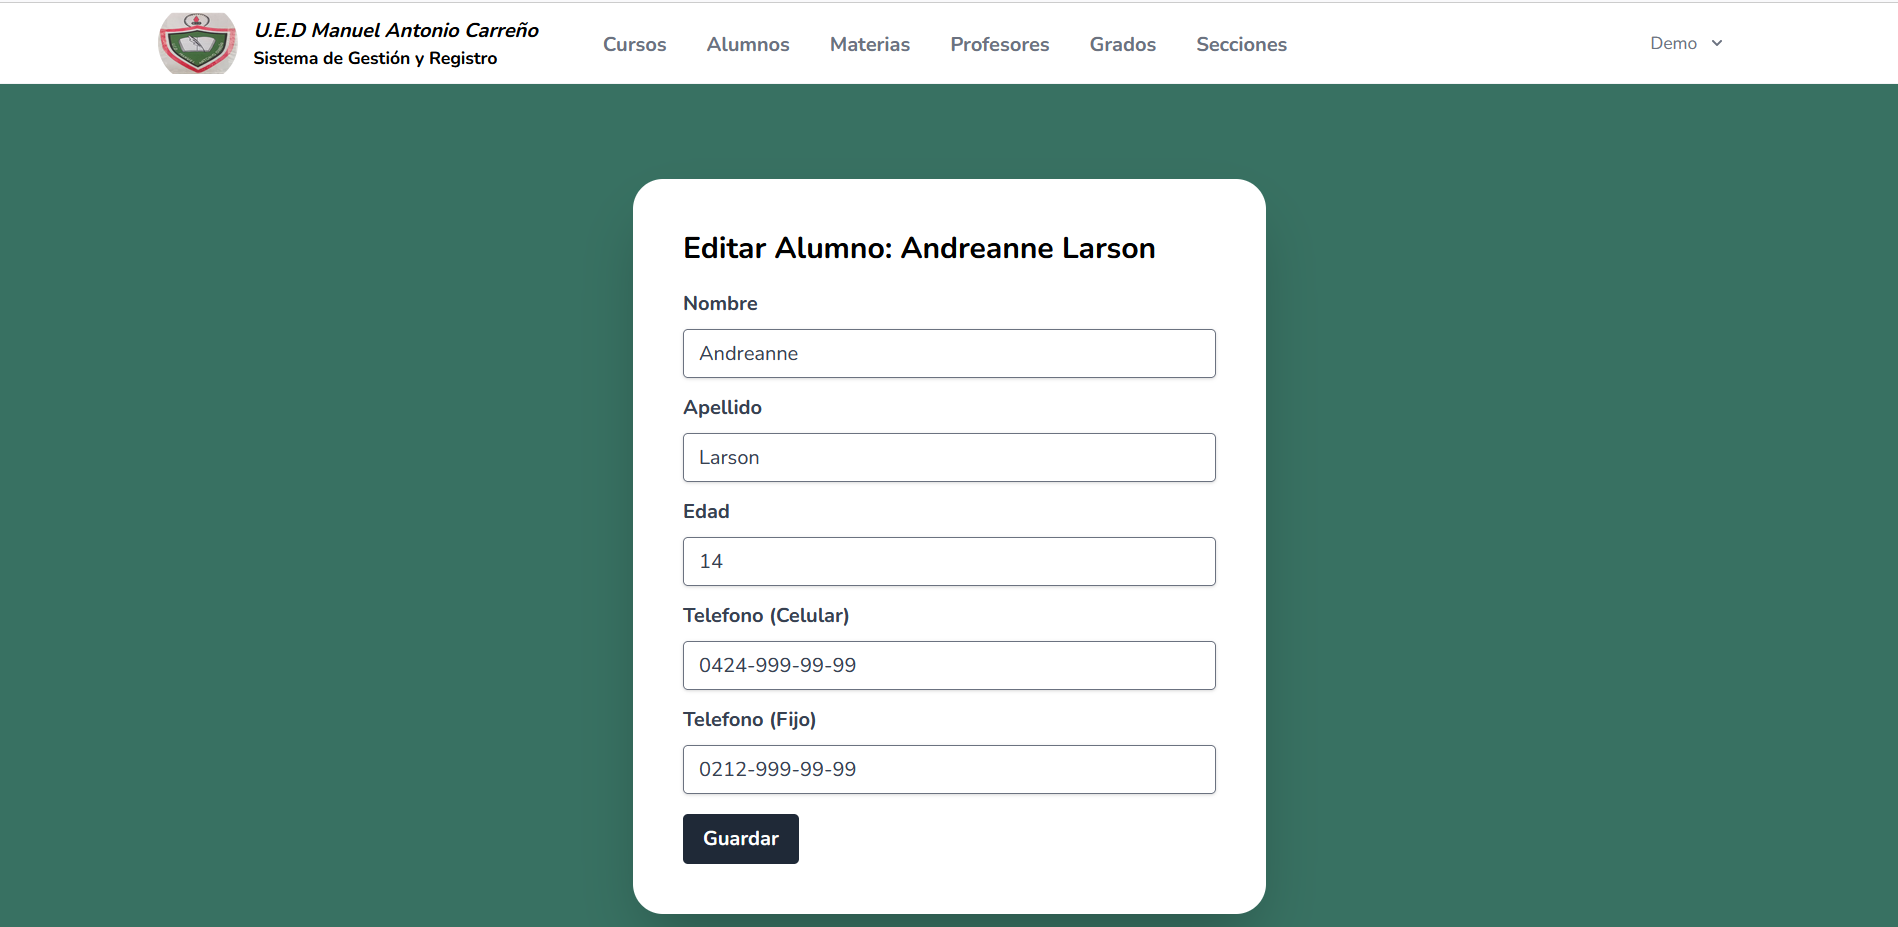 U.E.D Manuel Antonio Carreño
Sistema de Gestión y Registro
Cursos Alumnos Materias Profesores Grados Secciones
Demo
Editar Alumno: Andreanne Larson
Nombre
Andreanne
Apellido
Larson
Edad
14
Telefono (Celular)
0424-999-99-99
Telefono (Fijo)
0212-999-99-99
Guardar